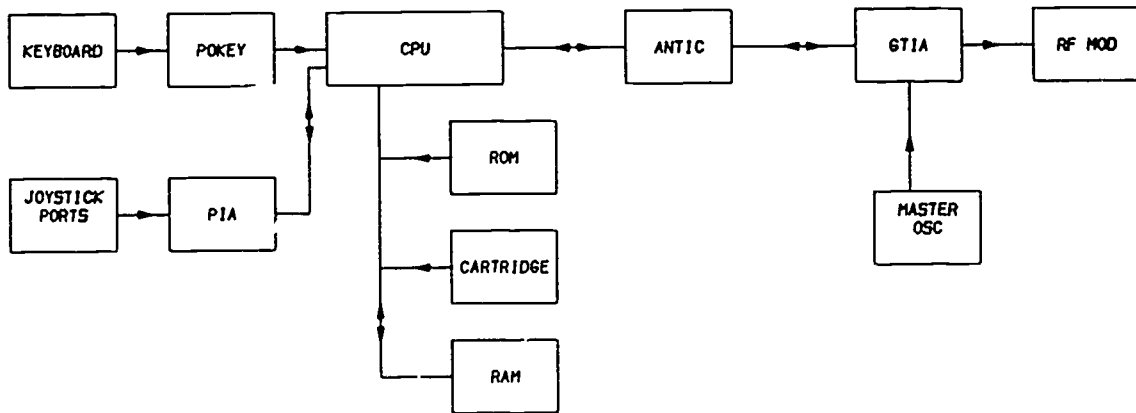 KEYBOARD
POKEY
CPU
ANTIC
GTIA
RF MOD
ROM
JOYSTICK
PORTS
PIA
MASTER
OSC
CARTRIDGE
RAM